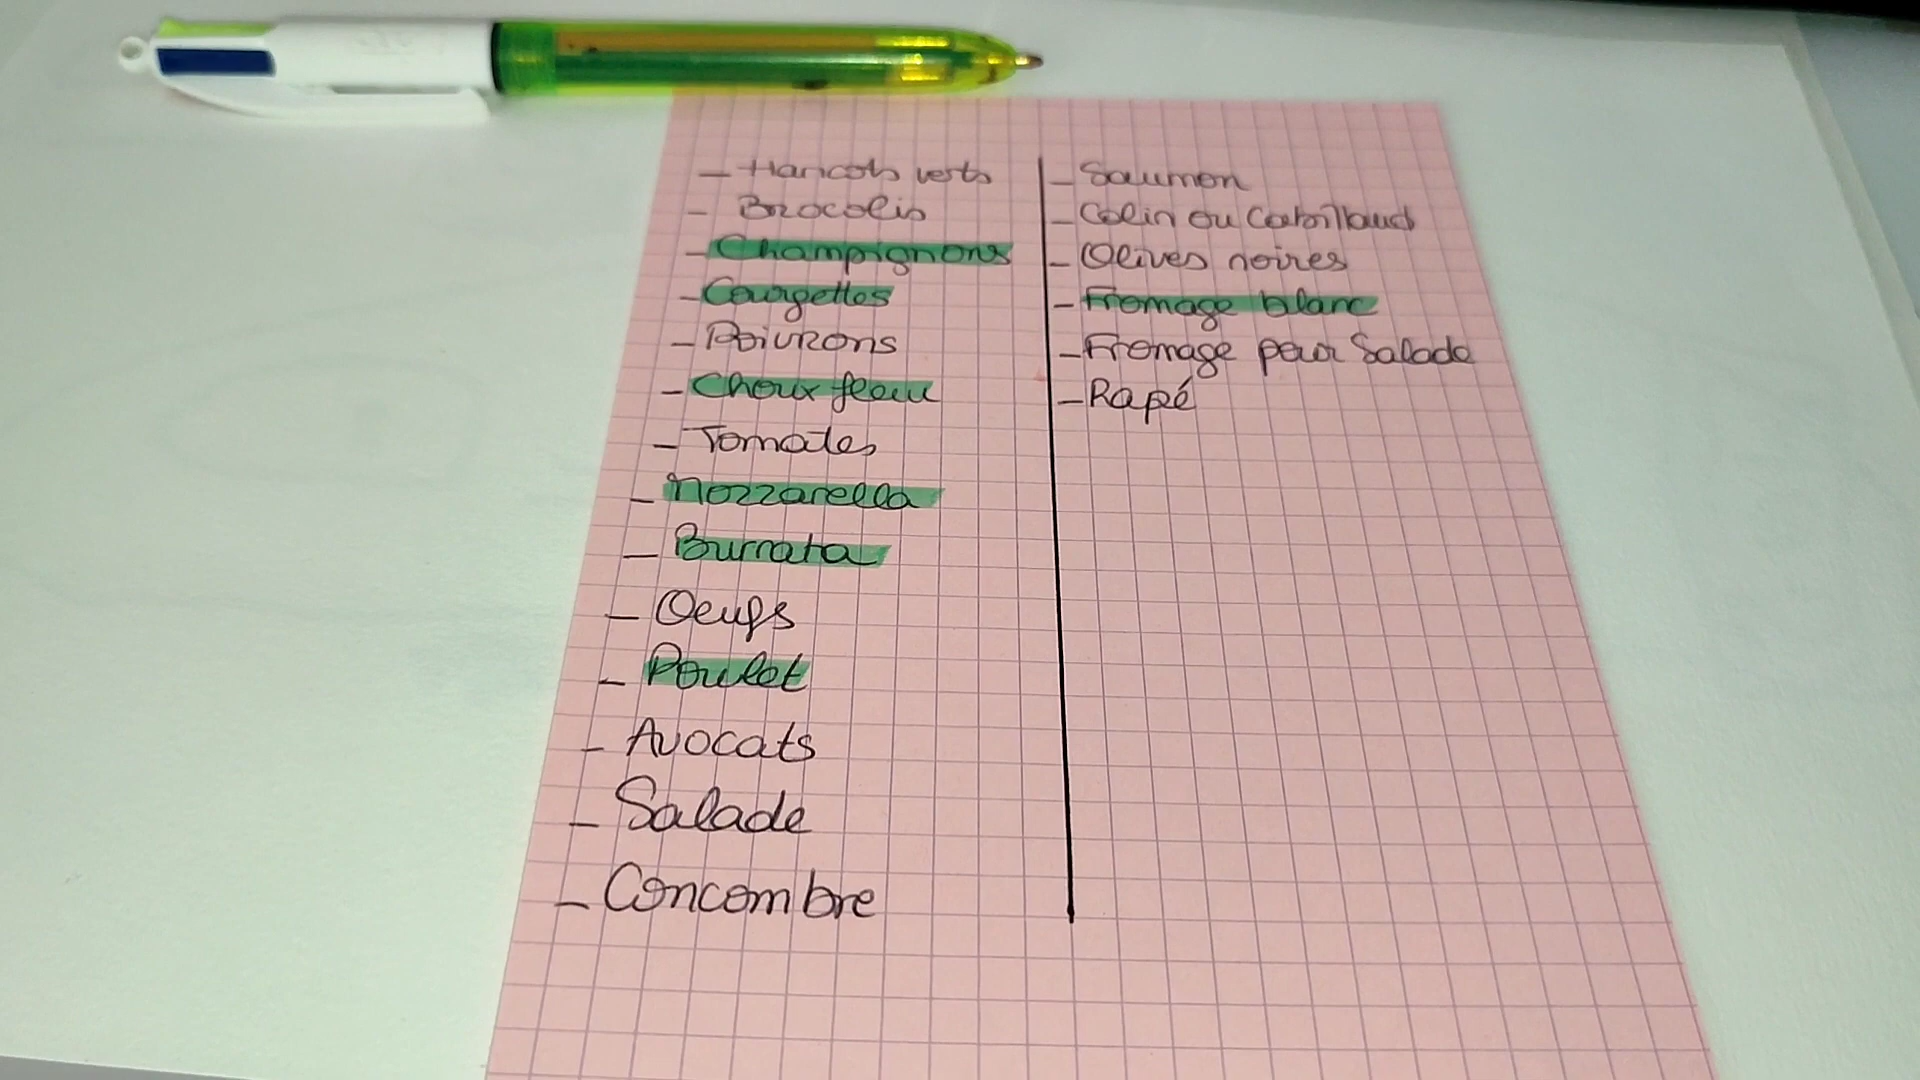 - Haricots verts
- Brocolis
- Champignons
- Courgettes
- Poivrons
- Choux fleur
- Tomates
- Mozzarella
- Burrata
- Oeufs
- Poulet
- Avocats
- Salade
- Concombre
- Saumon
- Colin ou Cabillaud
- Olives noires
- Fromage blanc
- Fromage pour Salade
- Rapé